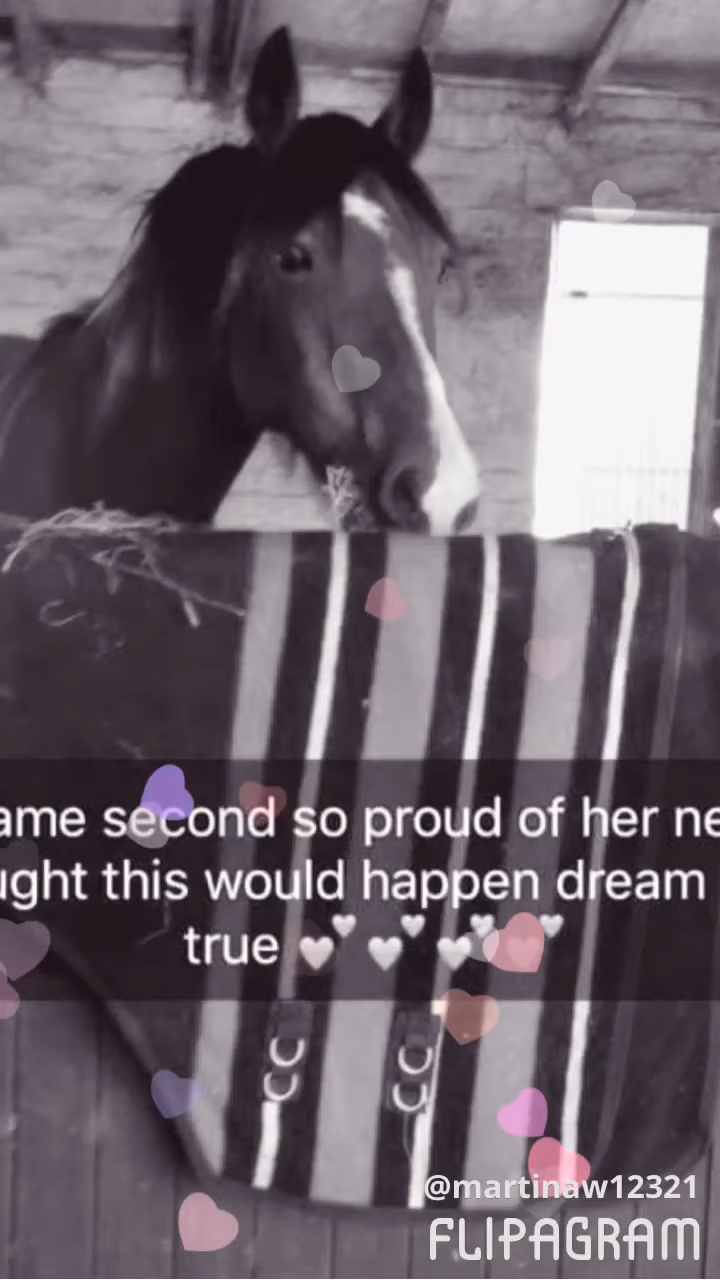 ame second so proud of her ne
ught this would happen dream
true 💕 💕 💕 💕
@martinaw12321
FLIPAGRAM